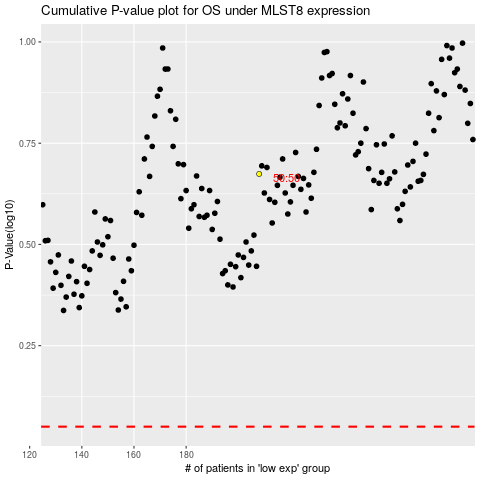 Cumulative P-value plot for OS under MLST8 expression
P-Value(log10)
1.00
0.75
0.50
0.25
50:50
120 140 160 180
# of patients in 'low exp' group